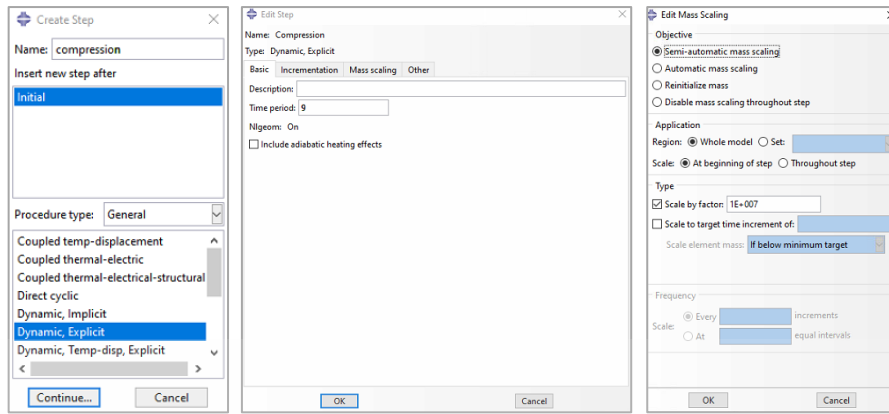 Create Step
Name: compression
Insert new step after
Initial
Procedure type: General
Coupled temp-displacement
Coupled thermal-electric
Coupled thermal-electrical-structural
Direct cyclic
Dynamic, Implicit
Dynamic, Explicit
Dynamic, Temp-disp, Explicit
Continue... Cancel
Edit Step
Name: Compression
Type: Dynamic, Explicit
Basic Incrementation Mass scaling Other
Description:
Time period: 9
Nlgeom: On
Include adiabatic heating effects
OK Cancel
Edit Mass Scaling
Objective
Semi-automatic mass scaling
Automatic mass scaling
Reinitialize mass
Disable mass scaling throughout step
Application
Region: Whole model Set:
Scale: At beginning of step Throughout step
Type
Scale by factor: 1E+007
Scale to target time increment of:
Scale element mass: If below minimum target
Frequency
Scale: Every increments
At equal intervals
OK Cancel